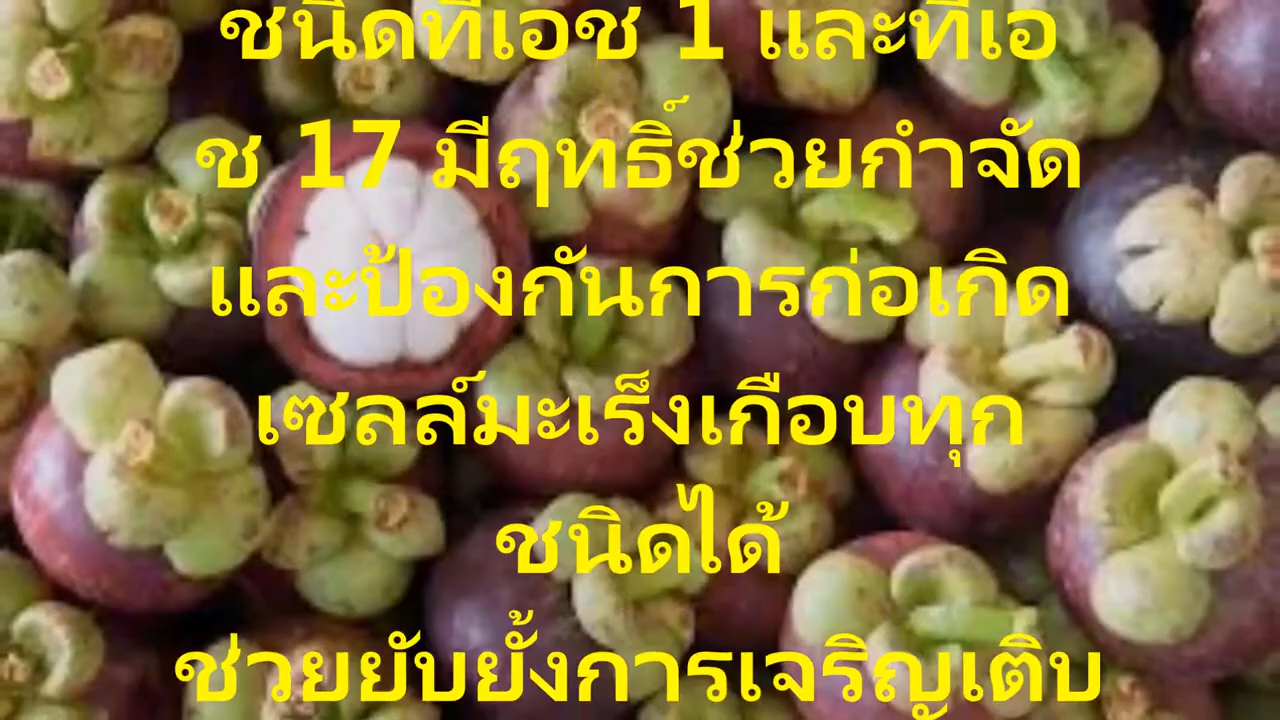 ชนิดทีเอช 1 และทีเอ
ช 17 มีฤทธิ์ช่วยกำจัด
และป้องกันการก่อเกิด
เซลล์มะเร็งเกือบทุก
ชนิดได้
ช่วยยับยั้งการเจริญเติบ